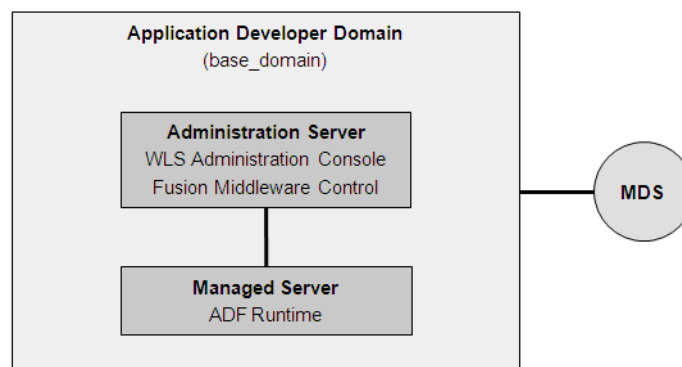 Application Developer Domain
(base_domain)
Administration Server
WLS Administration Console
Fusion Middleware Control
MDS
Managed Server
ADF Runtime